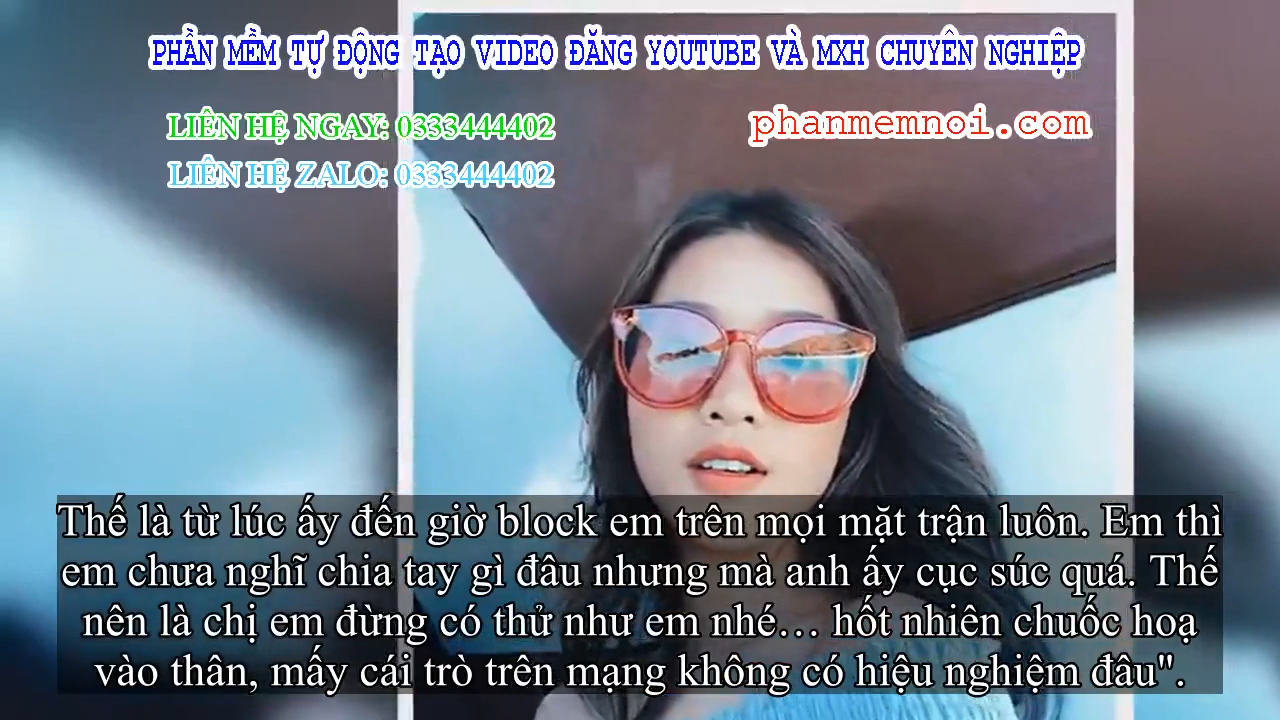 PHẦN MỀM TỰ ĐỘNG TẠO VIDEO ĐĂNG YOUTUBE VÀ MXH CHUYÊN NGHIỆP
LIÊN HỆ NGAY: 0333444402
phanmemnoi.com
LIÊN HỆ ZALO: 0333444402
Thế là từ lúc ấy đến giờ block em trên mọi mặt trận luôn. Em thì
em chưa nghĩ chia tay gì đâu nhưng mà anh ấy cục súc quá. Thế
nên là chị em đừng có thử như em nhé… hốt nhiên chuốc hoạ
vào thân, mấy cái trò trên mạng không có hiệu nghiệm đâu".